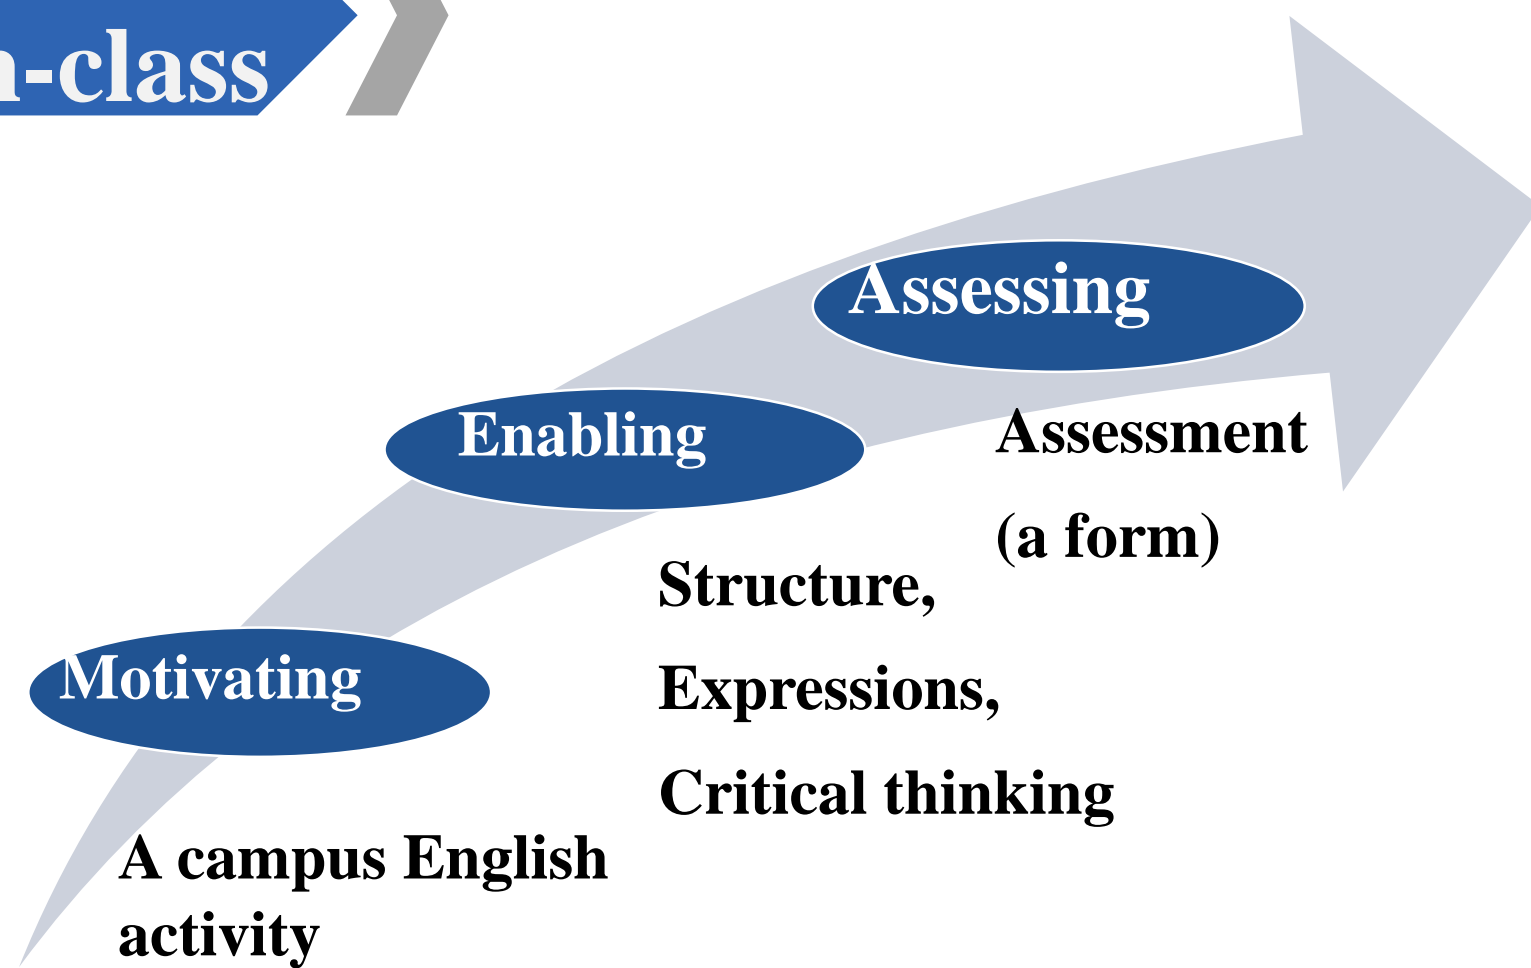 n-class
Assessing
Enabling
Assessment
(a form)
Structure,
Motivating
Expressions,
Critical thinking
A campus English
activity